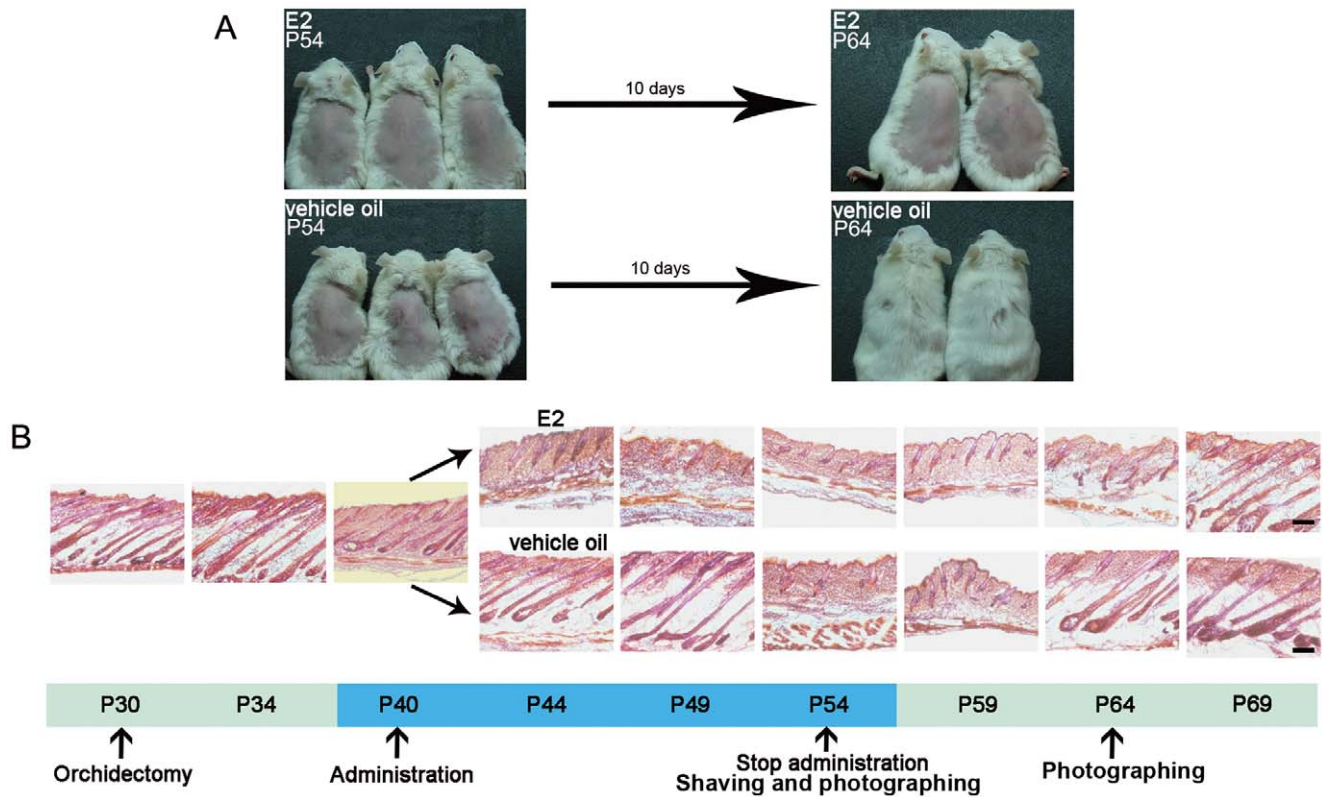 A
E2
P54
10 days
E2
P64
vehicle oil
P54
10 days
vehicle oil
P64
B
E2
vehicle oil
P30 P34 P40 P44 P49 P54 P59 P64 P69
Orchidectomy
Administration
Stop administration
Shaving and photographing
Photographing